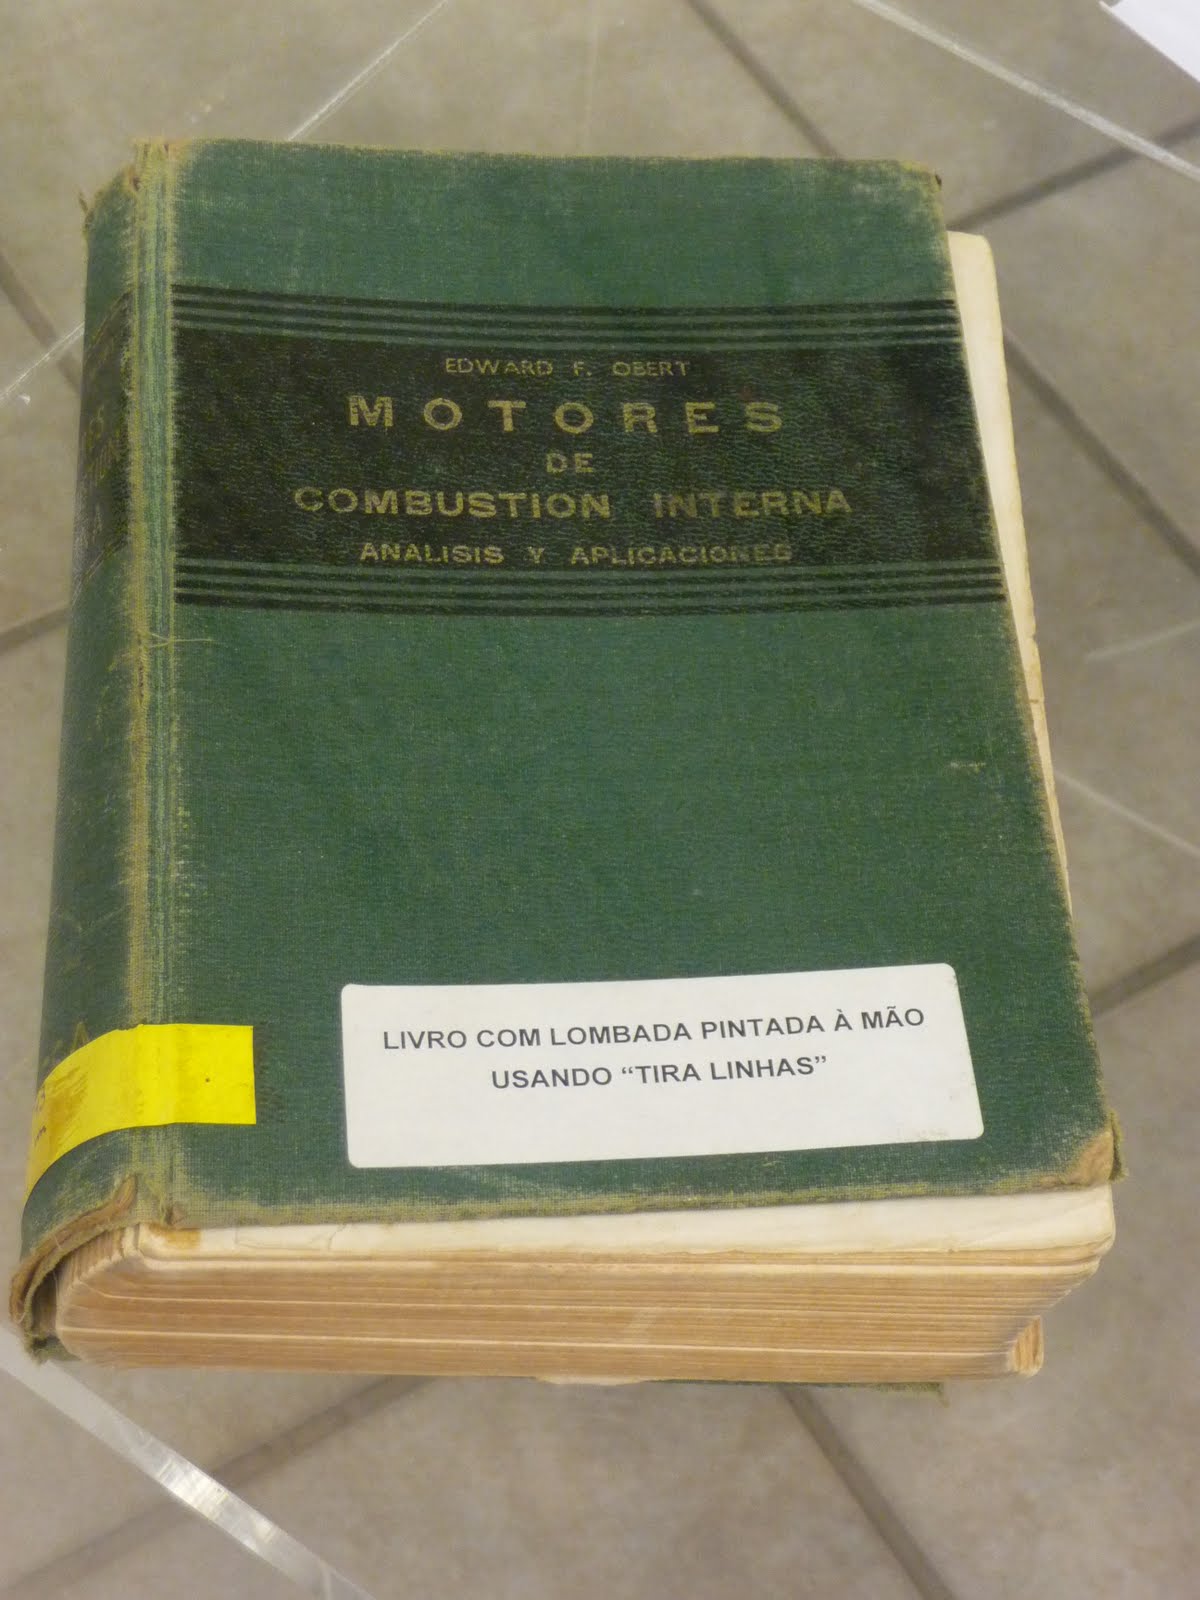 EDWARD F. OBERT
MOTORES
DE
COMBUSTION INTERNA
ANALISIS Y APLICACIONES
LIVRO COM LOMBADA PINTADA À MÃO
USANDO “TIRA LINHAS”